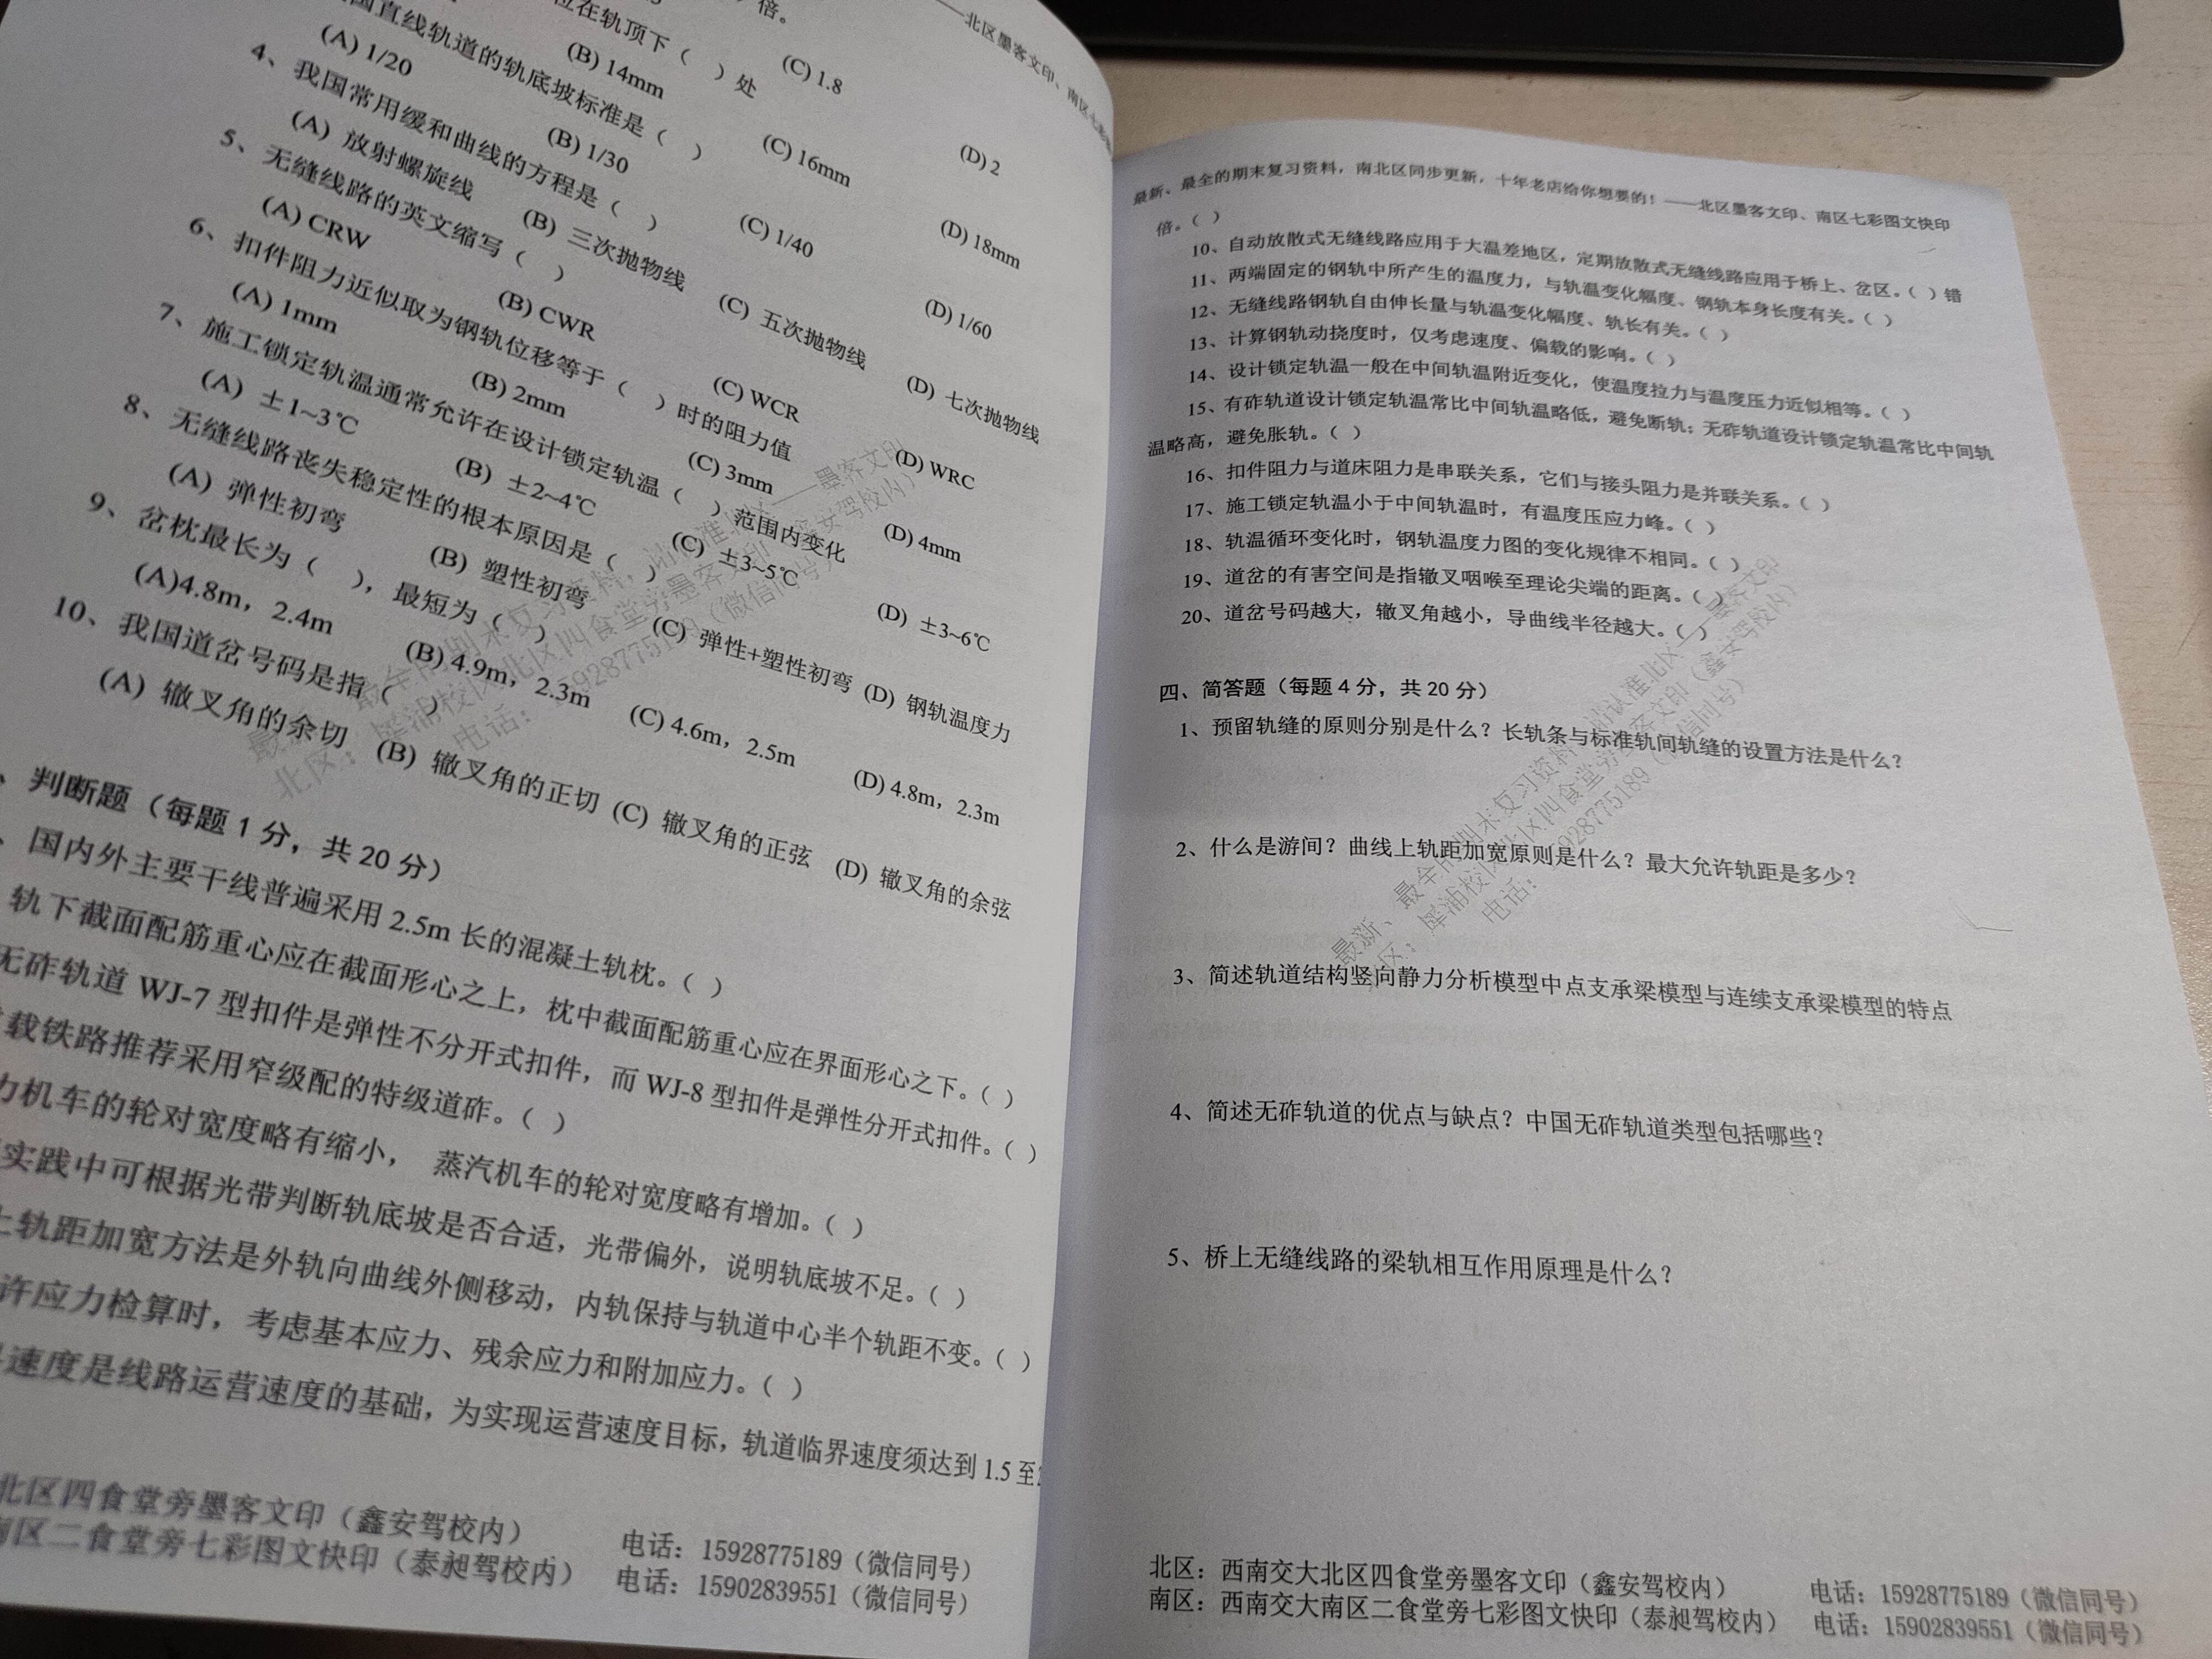 ——北区墨客文印、南区七彩
倍。
位在轨顶下（ ）处
(B) 14mm (C) 1.8 (D) 2
国直线轨道的轨底坡标准是（ ）
(C) 16mm (D) 18mm
(A) 1/20 (B) 1/30 (C) 1/40 (D) 1/60
4、我国常用缓和曲线的方程是（ ）
(A) 放射螺旋线 (B) 三次抛物线 (C) 五次抛物线 (D) 七次抛物线
5、无缝线路的英文缩写（ ）
(A) CRW (B) CWR (C) WCR (D) WRC
6、扣件阻力近似取为钢轨位移等于（ ）时的阻力值
(A) 1mm (B) 2mm (C) 3mm (D) 4mm
7、施工锁定轨温通常允许在设计锁定轨温（ ）范围内变化
(A) ±1~3℃ (B) ±2~4℃ (C) ±3~5℃ (D) ±3~6℃
8、无缝线路丧失稳定性的根本原因是（ ）
(A) 弹性初弯 (B) 塑性初弯 (C) 弹性+塑性初弯 (D) 钢轨温度力
9、岔枕最长为（ ），最短为（ ）
(A)4.8m，2.4m (B) 4.9m，2.3m (C) 4.6m，2.5m (D) 4.8m，2.3m
10、我国道岔号码是指（ ）
(A) 辙叉角的余切 (B) 辙叉角的正切 (C) 辙叉角的正弦 (D) 辙叉角的余弦
、判断题（每题 1 分，共 20 分）
、国内外主要干线普遍采用 2.5m 长的混凝土轨枕。（ ）
轨下截面配筋重心应在截面形心之上，枕中截面配筋重心应在界面形心之下。（ ）
无砟轨道 WJ-7 型扣件是弹性不分开式扣件，而 WJ-8 型扣件是弹性分开式扣件。（ ）
载铁路推荐采用窄级配的特级道砟。（ ）
力机车的轮对宽度略有缩小， 蒸汽机车的轮对宽度略有增加。（ ）
实践中可根据光带判断轨底坡是否合适，光带偏外，说明轨底坡不足。（ ）
上轨距加宽方法是外轨向曲线外侧移动，内轨保持与轨道中心半个轨距不变。（ ）
许应力检算时，考虑基本应力、残余应力和附加应力。（ ）
速度是线路运营速度的基础，为实现运营速度目标，轨道临界速度须达到 1.5 至
北区四食堂旁墨客文印（鑫安驾校内） 电话：15928775189（微信同号）
南区二食堂旁七彩图文快印（泰昶驾校内） 电话：15902839551（微信同号）
最新、最全的期末复习资料，南北区同步更新，十年老店给你想要的！——北区墨客文印、南区七彩图文快印
倍。（ ）
10、自动放散式无缝线路应用于大温差地区，定期放散式无缝线路应用于桥上、岔区。（ ）错
11、两端固定的钢轨中所产生的温度力，与轨温变化幅度、钢轨本身长度有关。（ ）
12、无缝线路钢轨自由伸长量与轨温变化幅度、轨长有关。（ ）
13、计算钢轨动挠度时，仅考虑速度、偏载的影响。（ ）
14、设计锁定轨温一般在中间轨温附近变化，使温度拉力与温度压力近似相等。（ ）
15、有砟轨道设计锁定轨温常比中间轨温略低，避免断轨；无砟轨道设计锁定轨温常比中间轨
温略高，避免胀轨。（ ）
16、扣件阻力与道床阻力是串联关系，它们与接头阻力是并联关系。（ ）
17、施工锁定轨温小于中间轨温时，有温度压应力峰。（ ）
18、轨温循环变化时，钢轨温度力图的变化规律不相同。（ ）
19、道岔的有害空间是指辙叉咽喉至理论尖端的距离。（ ）
20、道岔号码越大，辙叉角越小，导曲线半径越大。（ ）
四、简答题（每题 4 分，共 20 分）
1、预留轨缝的原则分别是什么？长轨条与标准轨间轨缝的设置方法是什么？
2、什么是游间？曲线上轨距加宽原则是什么？最大允许轨距是多少？
3、简述轨道结构竖向静力分析模型中点支承梁模型与连续支承梁模型的特点
4、简述无砟轨道的优点与缺点？中国无砟轨道类型包括哪些？
5、桥上无缝线路的梁轨相互作用原理是什么？
北区：西南交大北区四食堂旁墨客文印（鑫安驾校内） 电话：15928775189（微信同号）
南区：西南交大南区二食堂旁七彩图文快印（泰昶驾校内） 电话：15902839551（微信同号）